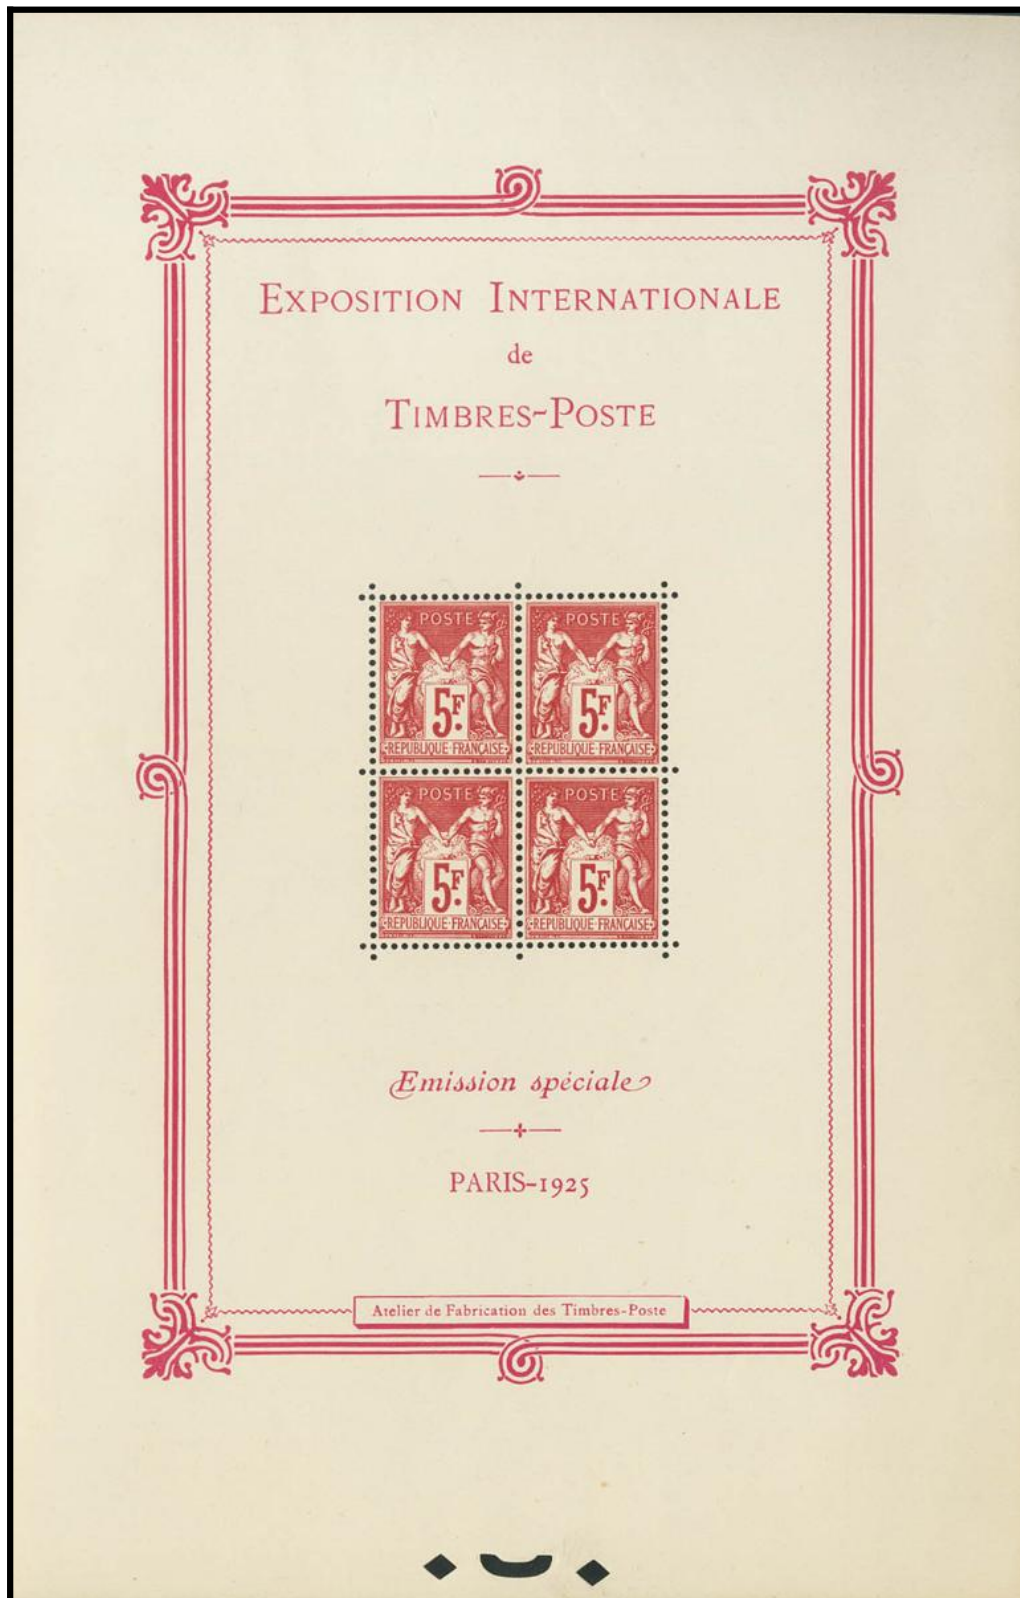 EXPOSITION INTERNATIONALE
de
TIMBRES-POSTE
POSTE POSTE
5F. 5F.
·REPUBLIQUE·FRANÇAISE· ·REPUBLIQUE·FRANÇAISE·
POSTE POSTE
5F. 5F.
·REPUBLIQUE·FRANÇAISE· ·REPUBLIQUE·FRANÇAISE·
Emission spéciale
PARIS-1925
Atelier de Fabrication des Timbres-Poste